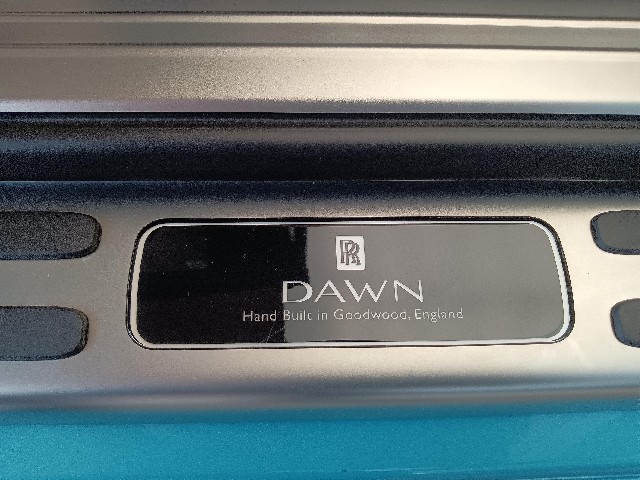 RR
DAWN
Hand Built in Goodwood, England